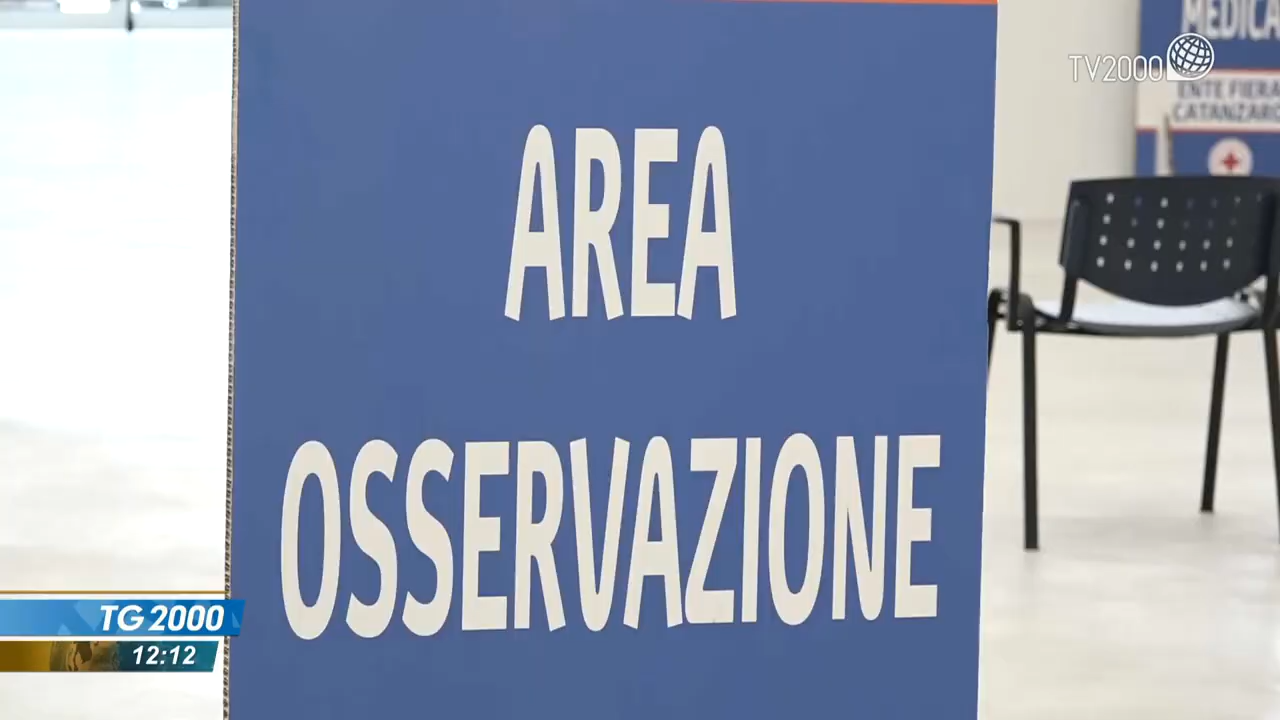 AREA
OSSERVAZIONE
TV2000
MEDICA
ENTE FIERA
CATANZARO
TG 2000
12:12